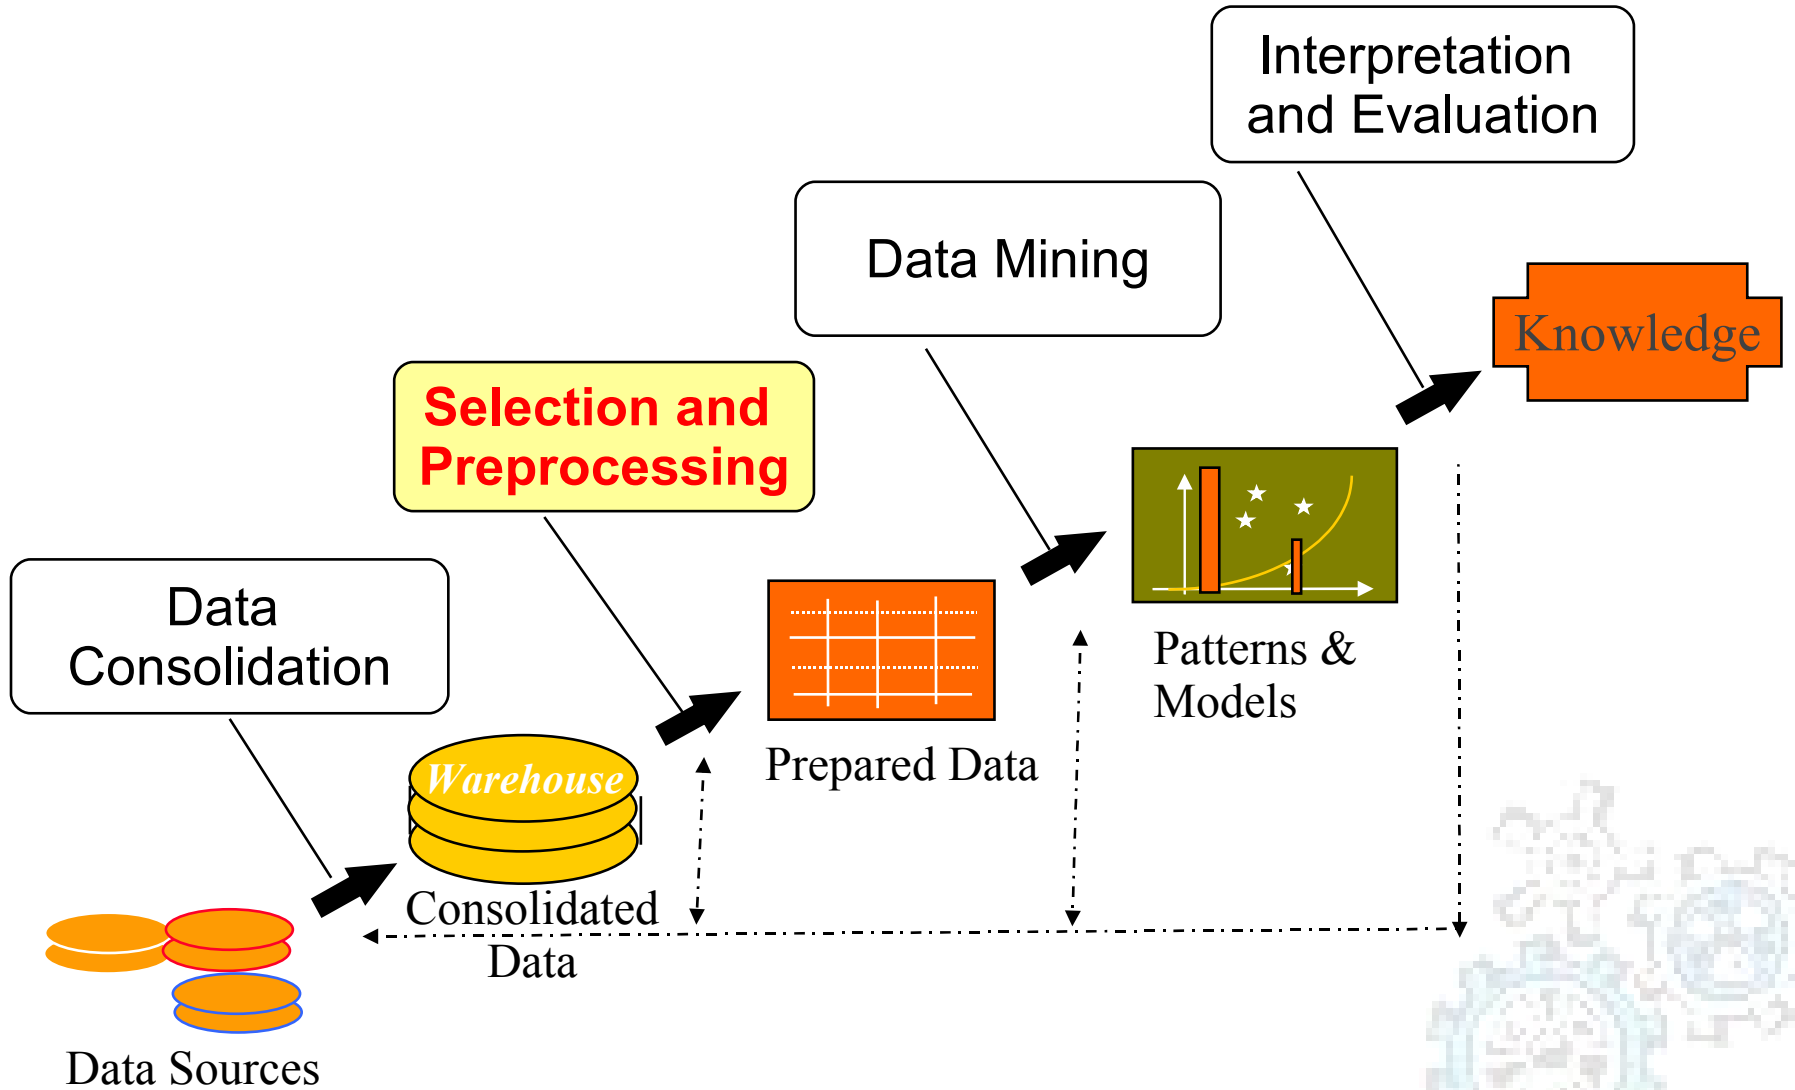 Interpretation
and Evaluation
Data Mining
Knowledge
Selection and
Preprocessing
Patterns &
Models
Data
Consolidation
Prepared Data
Warehouse
Consolidated
Data
Data Sources